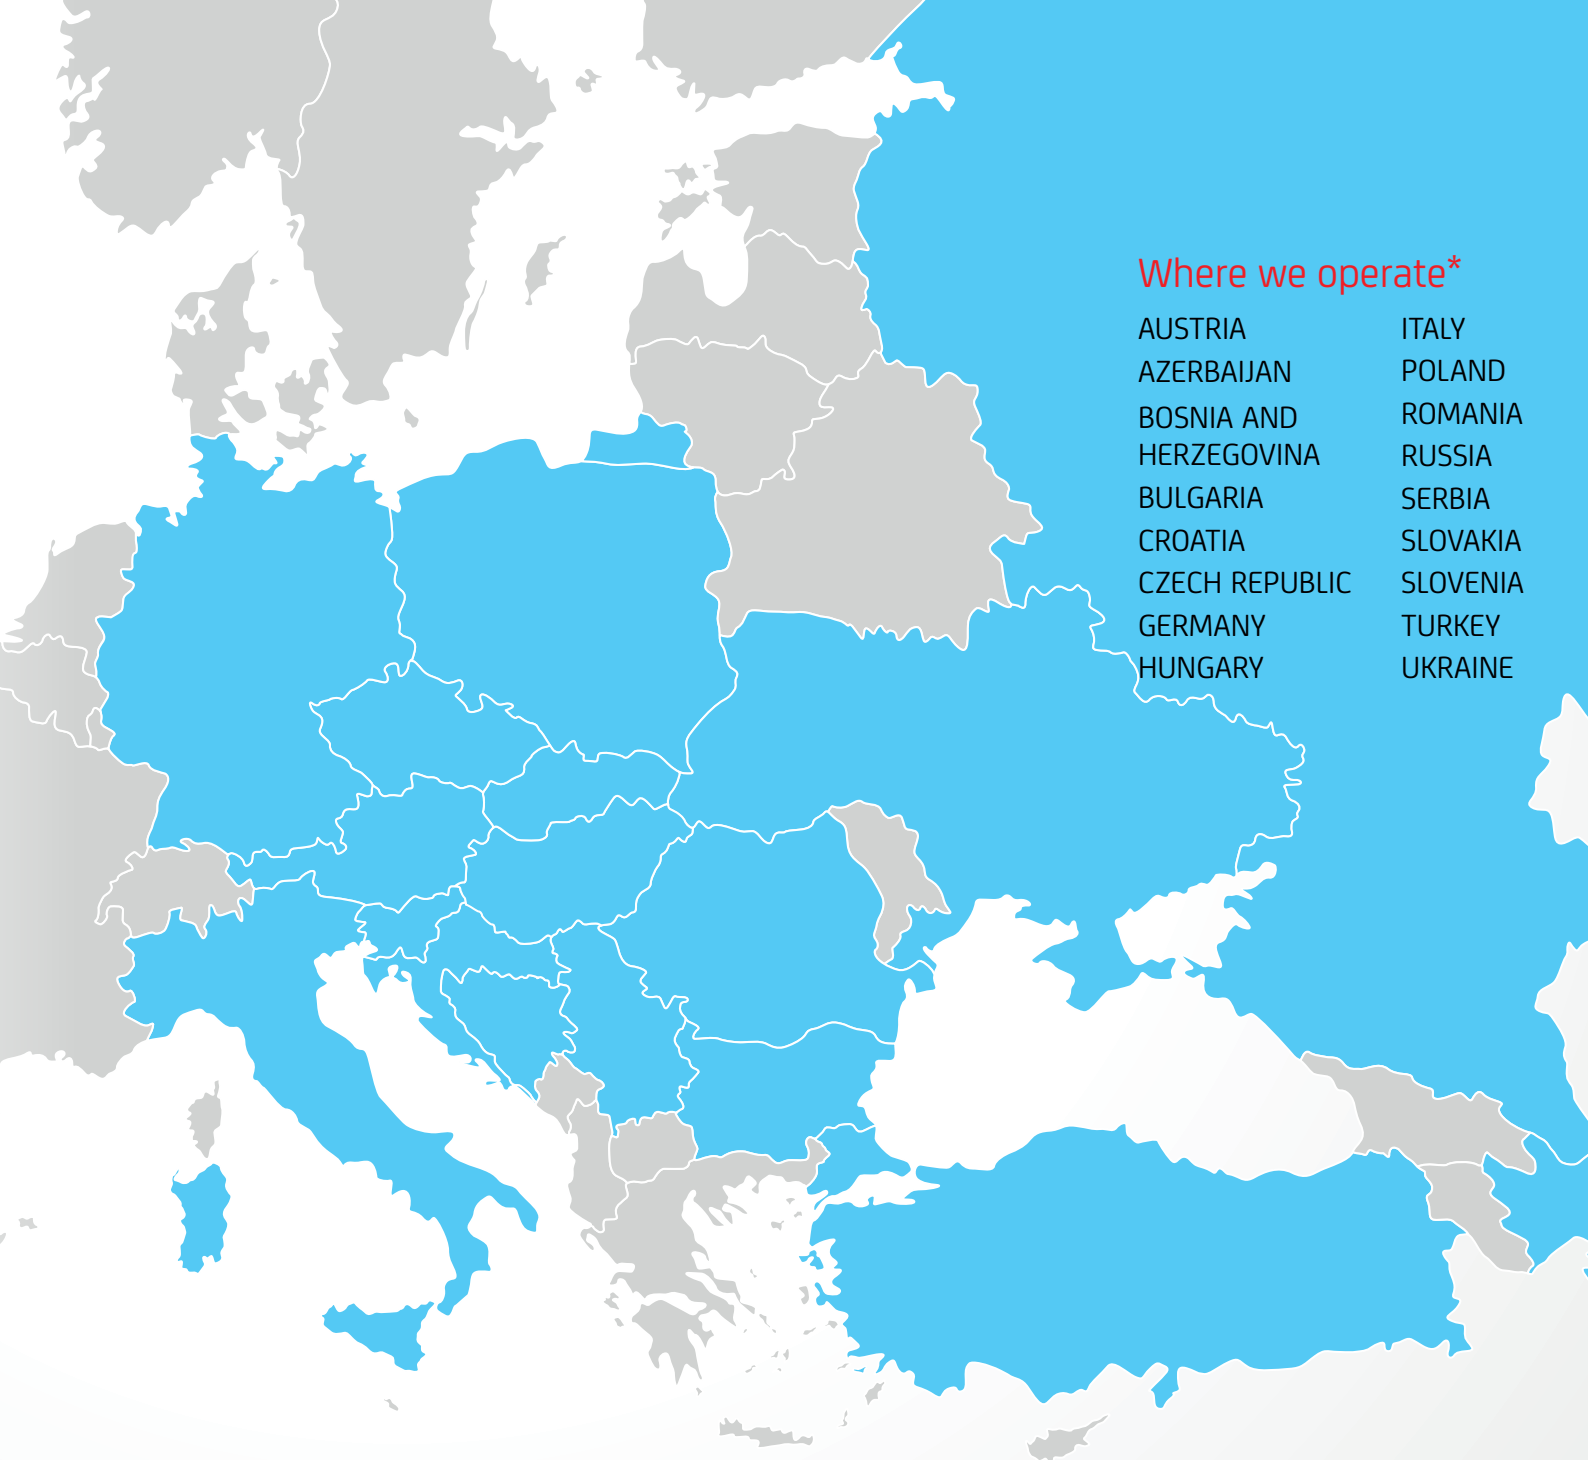 Where we operate*
AUSTRIA
AZERBAIJAN
BOSNIA AND
HERZEGOVINA
BULGARIA
CROATIA
CZECH REPUBLIC
GERMANY
HUNGARY
ITALY
POLAND
ROMANIA
RUSSIA
SERBIA
SLOVAKIA
SLOVENIA
TURKEY
UKRAINE